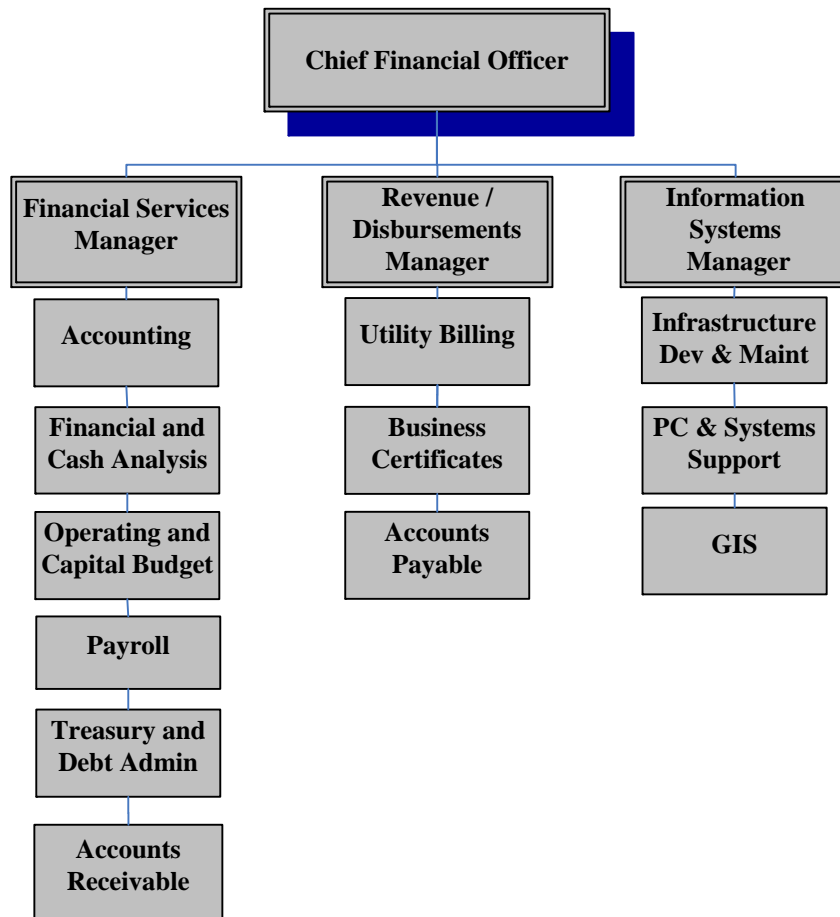 Chief Financial Officer
Financial Services
Manager
Revenue /
Disbursements
Manager
Information
Systems
Manager
Accounting
Utility Billing
Infrastructure
Dev & Maint
Financial and
Cash Analysis
Business
Certificates
PC & Systems
Support
Operating and
Capital Budget
Accounts
Payable
GIS
Payroll
Treasury and
Debt Admin
Accounts
Receivable